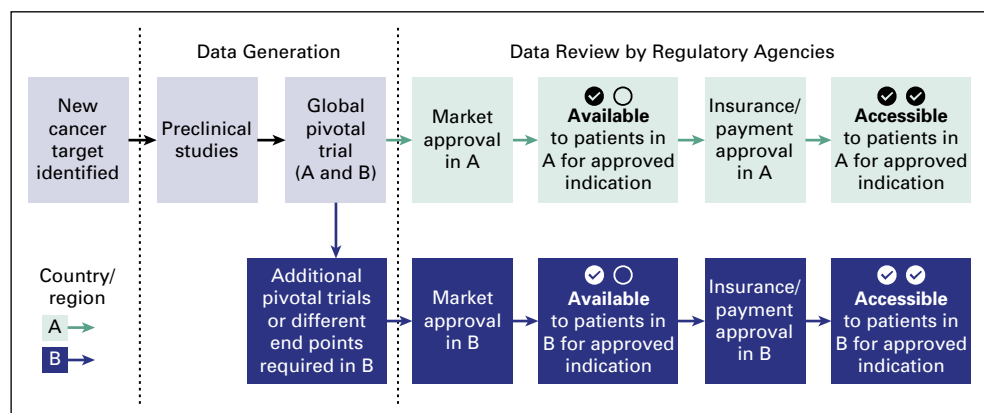 Data Generation
Data Review by Regulatory Agencies
New
cancer
target
identified
Preclinical
studies
Global
pivotal
trial
(A and B)
Market
approval
in A
Available
to patients in
A for approved
indication
Insurance/
payment
approval
in A
Accessible
to patients in
A for approved
indication
Country/
region
A
B
Additional
pivotal trials
or different
end points
required in B
Market
approval
in B
Available
to patients in
B for approved
indication
Insurance/
payment
approval
in B
Accessible
to patients in
B for approved
indication